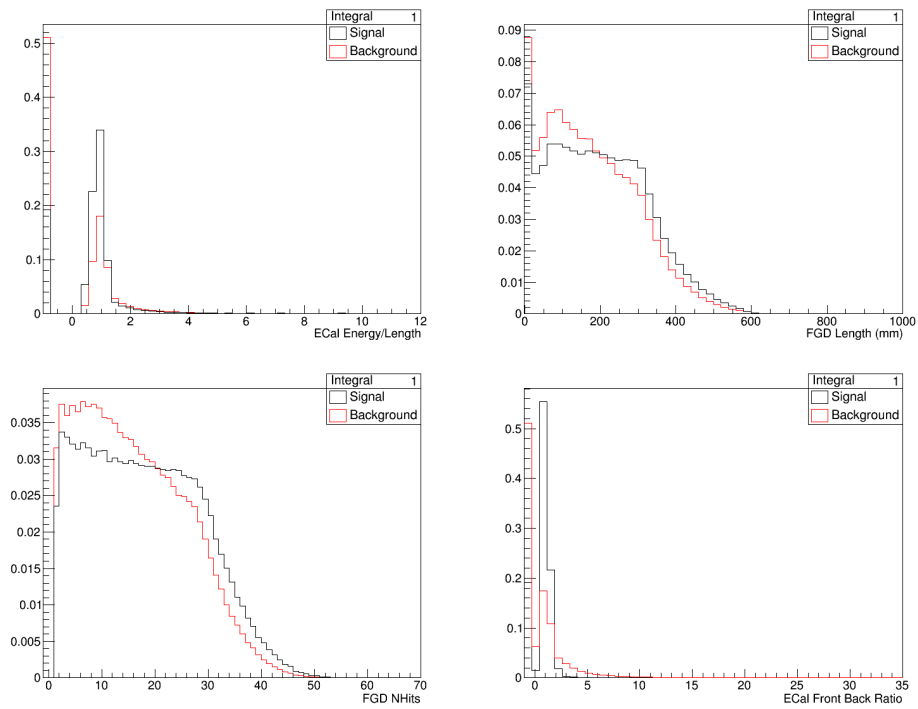 Integral 1
Signal
Background
0.5
0.4
0.3
0.2
0.1
0
0 2 4 6 8 10 12
ECal Energy/Length
Integral 1
Signal
Background
0.09
0.08
0.07
0.06
0.05
0.04
0.03
0.02
0.01
0
0 200 400 600 800 1000
FGD Length (mm)
Integral 1
Signal
Background
0.035
0.03
0.025
0.02
0.015
0.01
0.005
0
0 10 20 30 40 50 60 70
FGD NHits
Integral 1
Signal
Background
0.5
0.4
0.3
0.2
0.1
0
0 5 10 15 20 25 30 35
ECal Front Back Ratio